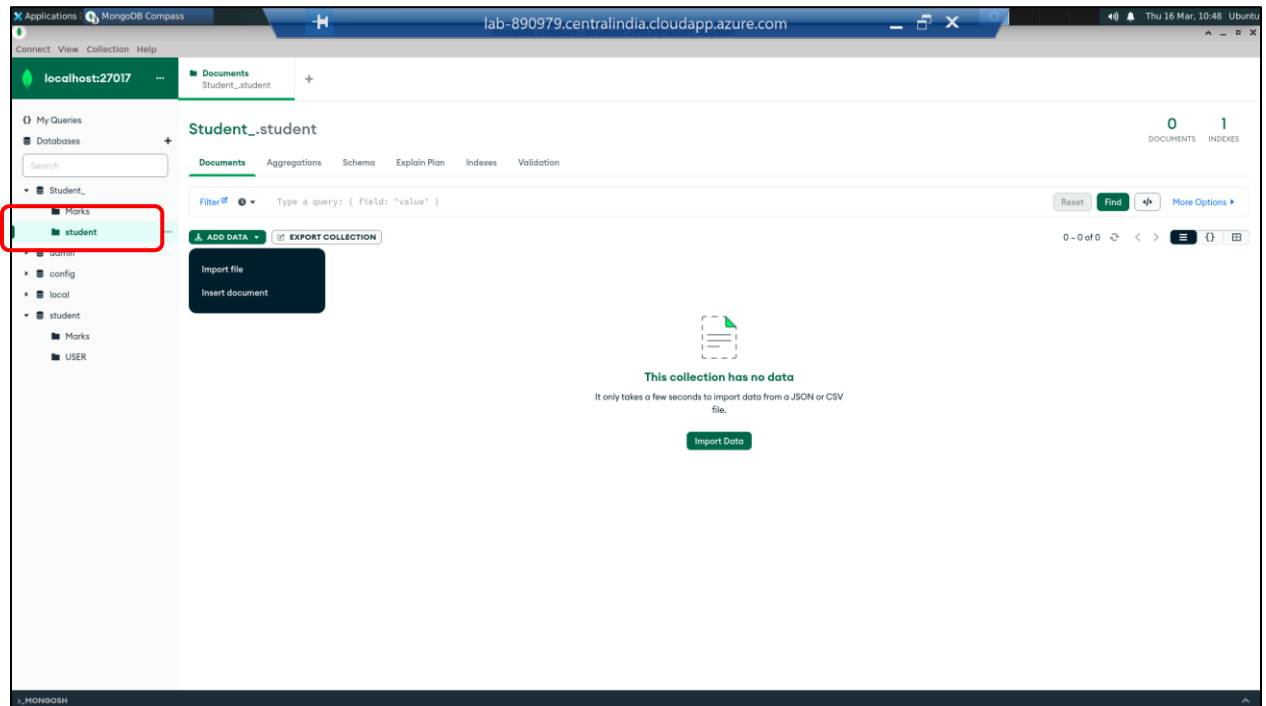 Applications : MongoDB Compass
lab-890979.centralindia.cloudapp.azure.com
Thu 16 Mar, 10:48 Ubuntu
Connect View Collection Help
localhost:27017 ...
Documents
Student_.student
+
{} My Queries
Databases +
Search
Student_
Marks
student ...
admin
config
local
student
Marks
USER
Student_.student
0
DOCUMENTS
1
INDEXES
Documents Aggregations Schema Explain Plan Indexes Validation
Filter Type a query: { field: 'value' }
Reset Find </> More Options
ADD DATA EXPORT COLLECTION
0 – 0 of 0 < > {}
Import file
Insert document
This collection has no data
It only takes a few seconds to import data from a JSON or CSV
file.
Import Data
>_MONGOSH